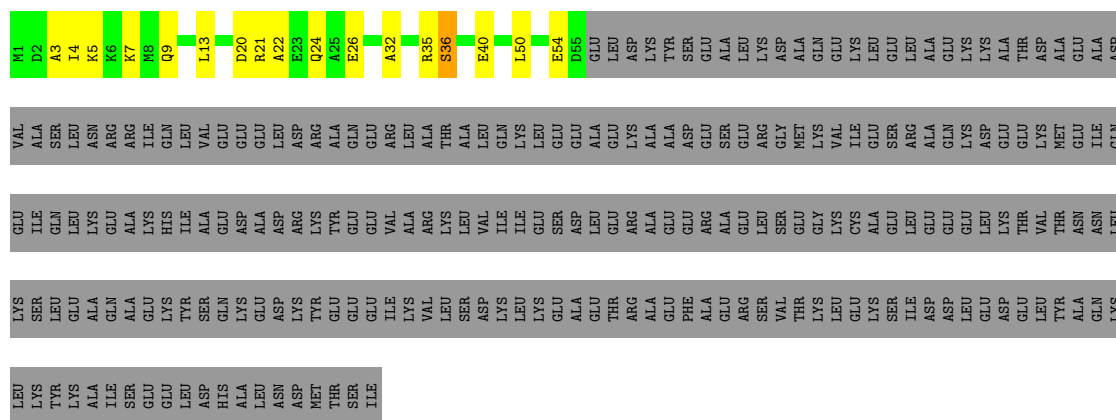 M1 D2 A3 I4 K5 K6 K7 M8 Q9 L13 D20 R21 A22 E23 Q24 A25 E26 A32 R35 S36 E40 L50 E54 D55 GLU LEU ASP LYS TYR SER GLU ALA LEU LYS ASP ALA GLN GLU LYS LEU GLU LEU ALA GLU LYS LYS ALA THR ASP ALA GLU ALA ASP
VAL ALA SER LEU ASN ARG ARG ILE GLN LEU VAL GLU GLU GLU LEU ASP ARG ALA GLN GLU ARG LEU ALA THR ALA LEU GLN LYS LEU GLU GLU ALA GLU LYS ALA ALA ASP GLU SER GLU ARG GLY MET LYS VAL ILE GLU SER ARG ALA GLN LYS ASP GLU GLU LYS MET GLU ILE
GLU ILE GLN LEU LYS GLU ALA LYS HIS ILE ALA GLU ASP ALA ASP ARG LYS TYR GLU GLU VAL ALA ARG LYS LEU VAL ILE ILE GLU SER ASP LEU GLU ARG ALA GLU GLU ARG ALA GLU LEU SER GLU GLY LYS CYS ALA GLU LEU GLU GLU GLU LEU LYS THR VAL THR ASN ASN LEU
LYS SER LEU GLU ALA GLN ALA GLU LYS TYR SER GLN LYS GLU ASP LYS TYR GLU GLU GLU ILE LYS VAL LEU SER ASP LYS LEU LYS GLU ALA GLU THR ARG ALA GLU PHE ALA GLU ARG SER VAL THR LYS LEU GLU LYS SER ILE ASP ASP LEU GLU ASP GLU LEU TYR ALA GLN LYS
LEU LYS TYR LYS ALA ILE SER GLU GLU LEU ASP HIS ALA LEU ASN ASP MET THR SER ILE